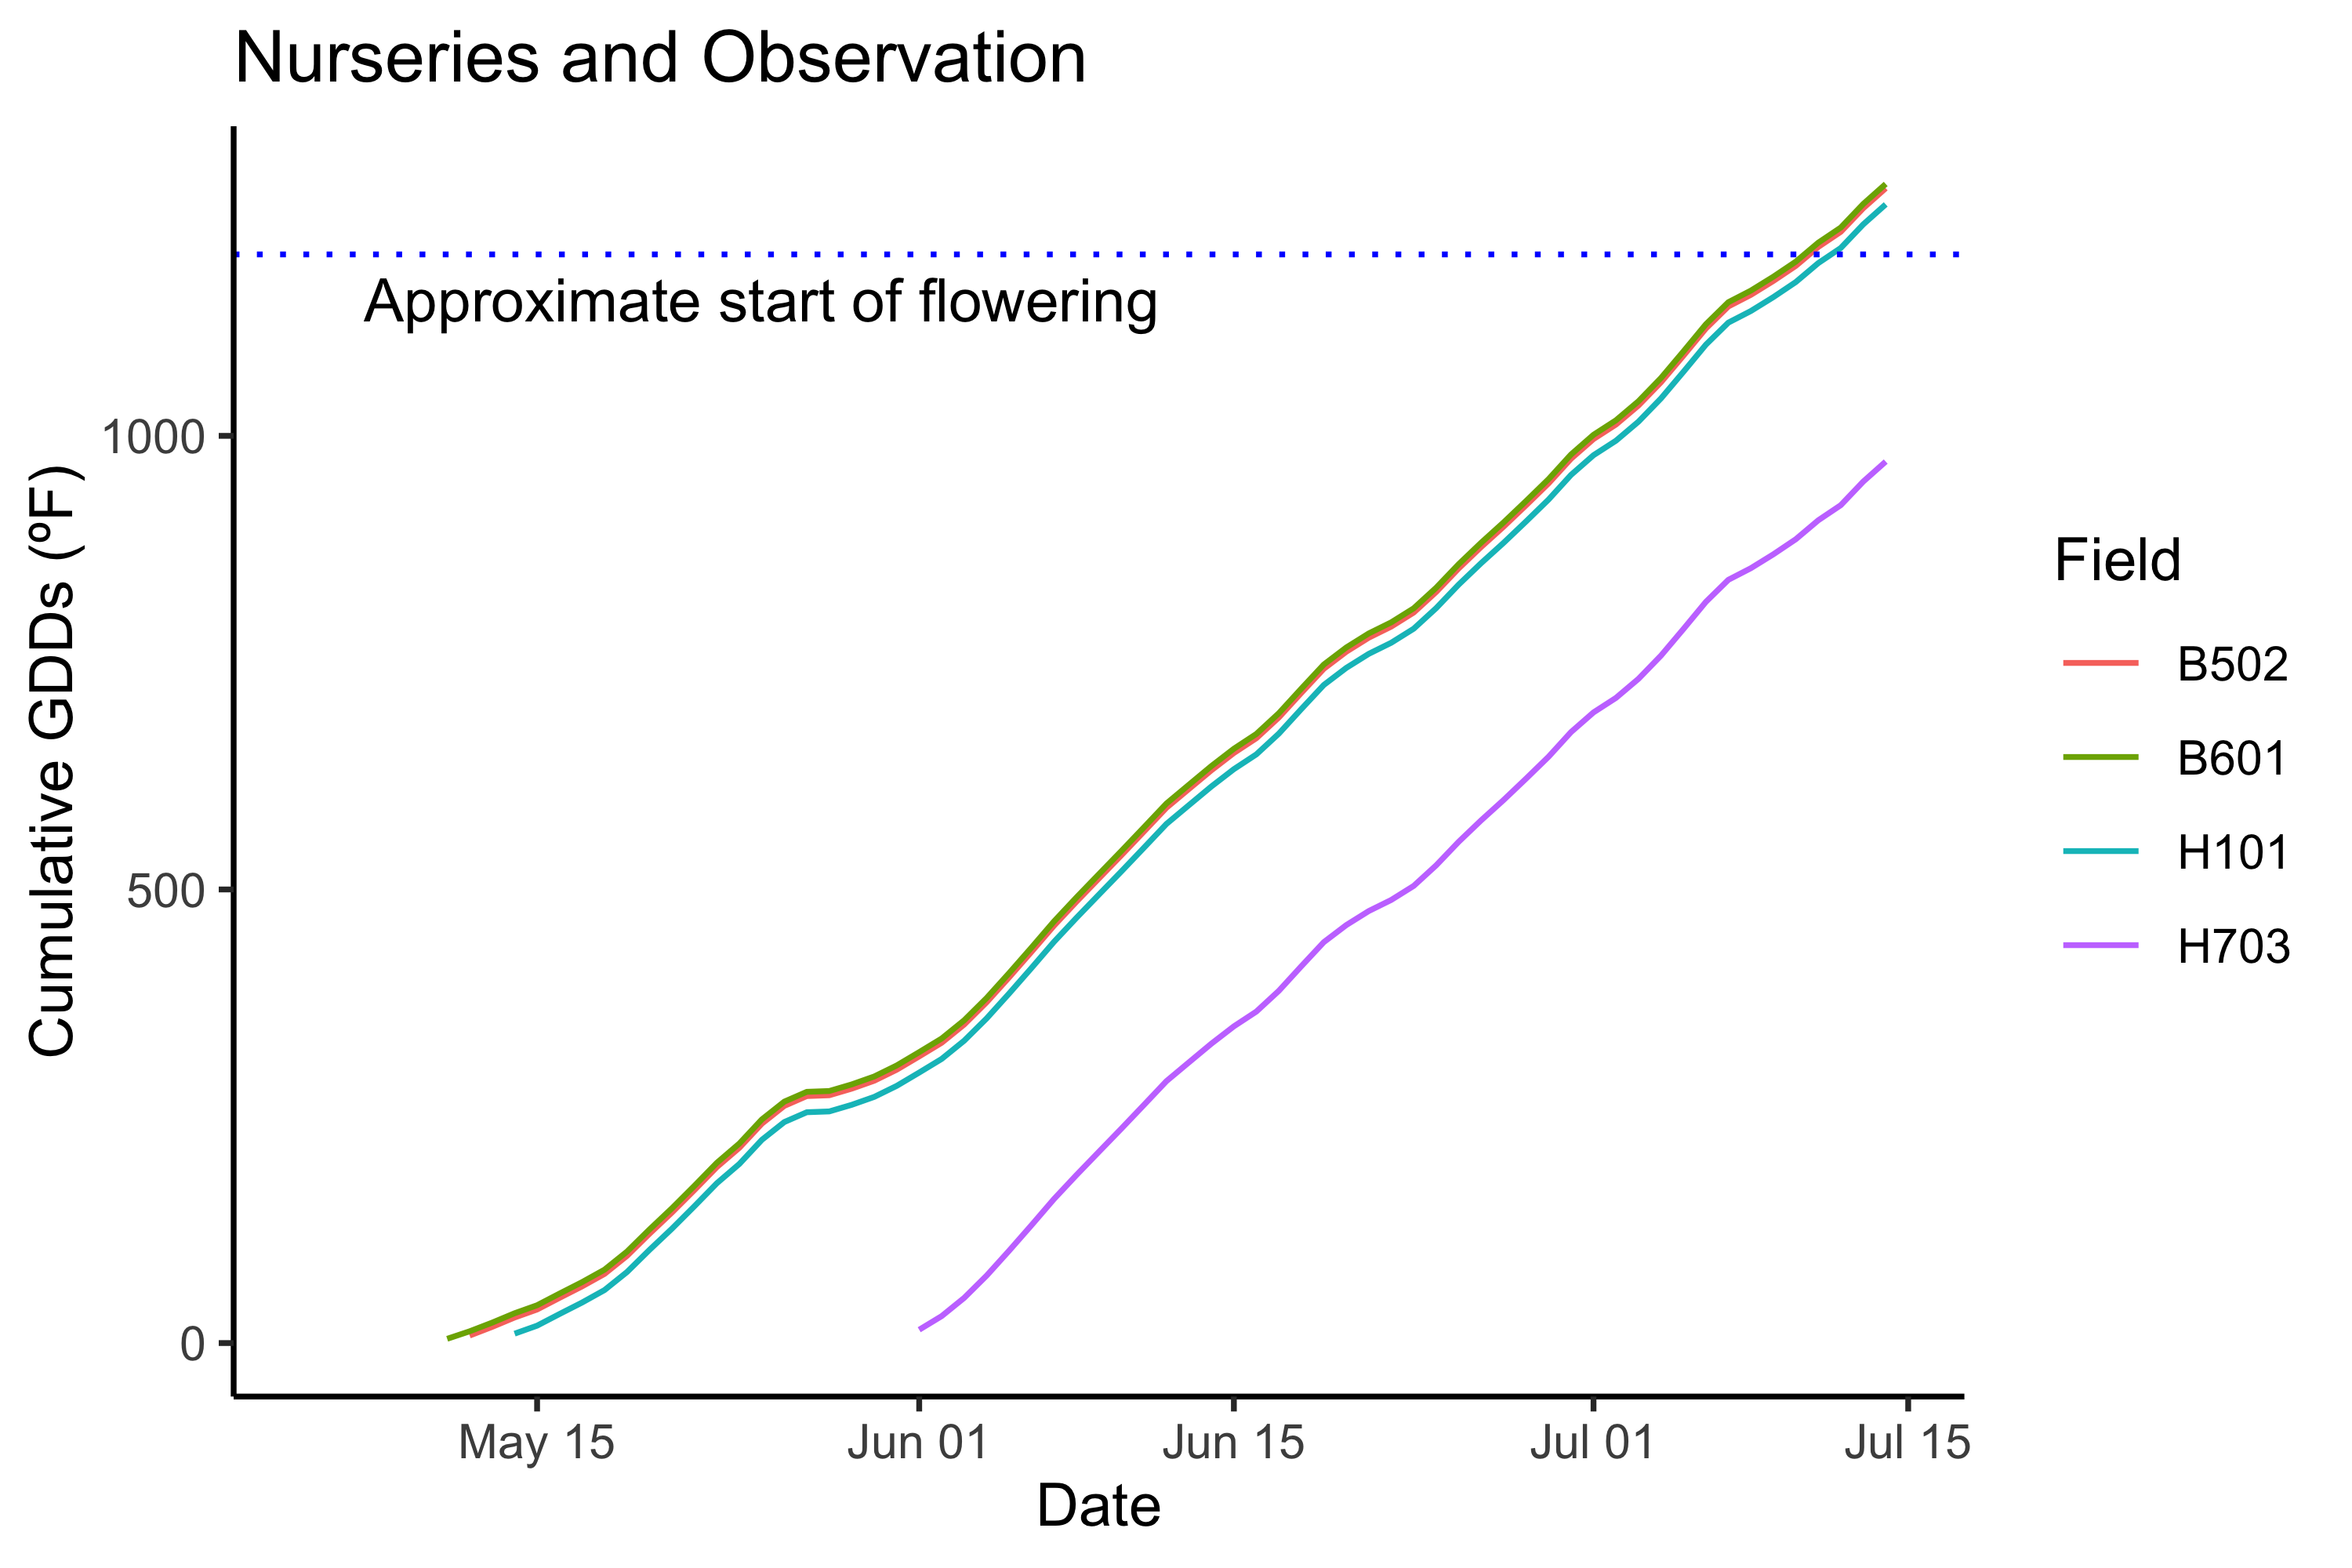 Nurseries and Observation
Approximate start of flowering
Cumulative GDDs (ºF)
1000
500
0
May 15
Jun 01
Jun 15
Jul 01
Jul 15
Date
Field
B502
B601
H101
H703